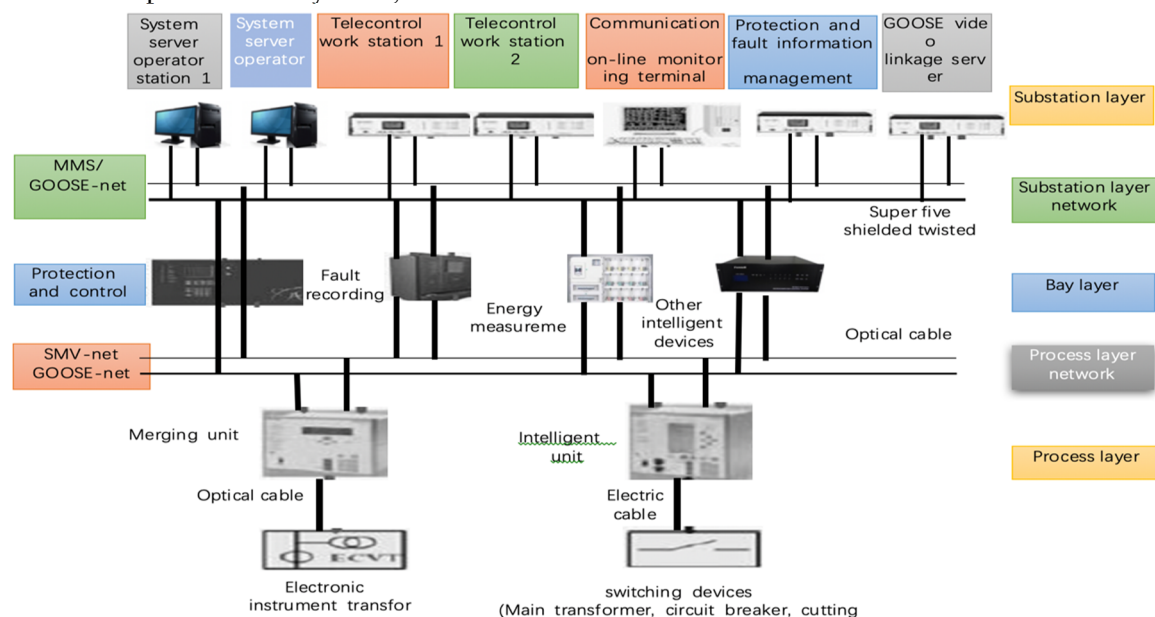 System
server
operator
station 1
System
server
operator
Telecontrol
work station 1
Telecontrol
work station
2
Communication
on-line monitor
ing terminal
Protection and
fault information
management
GOOSE vide
o
linkage serv
er
Substation layer
MMS/
GOOSE-net
Substation layer
network
Super five
shielded twisted
Protection
and control
Fault
recording
Energy
measureme
Other
intelligent
devices
Bay layer
Optical cable
SMV-net
GOOSE-net
Process layer
network
Merging unit
Intelligent
unit
Process layer
Optical cable
Electric
cable
ECVT
Electronic
instrument transfor
switching devices
(Main transformer, circuit breaker, cutting